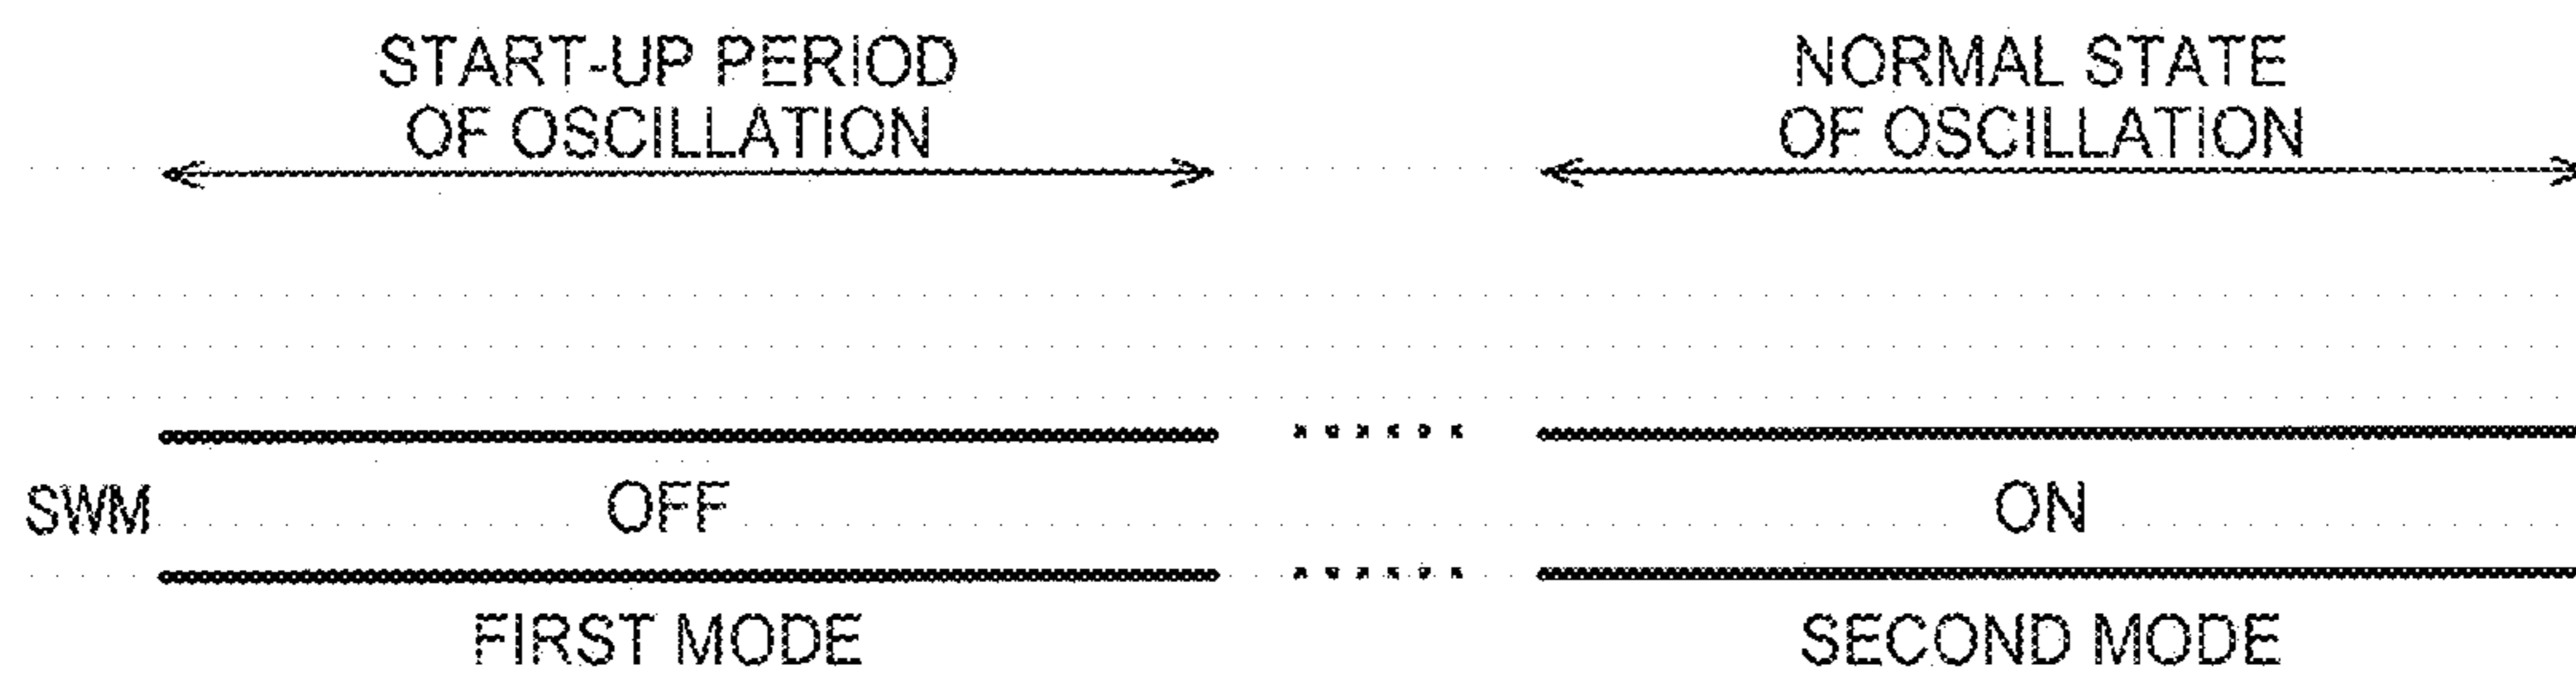 START-UP PERIOD
OF OSCILLATION
NORMAL STATE
OF OSCILLATION
SWM
OFF
ON
FIRST MODE
SECOND MODE